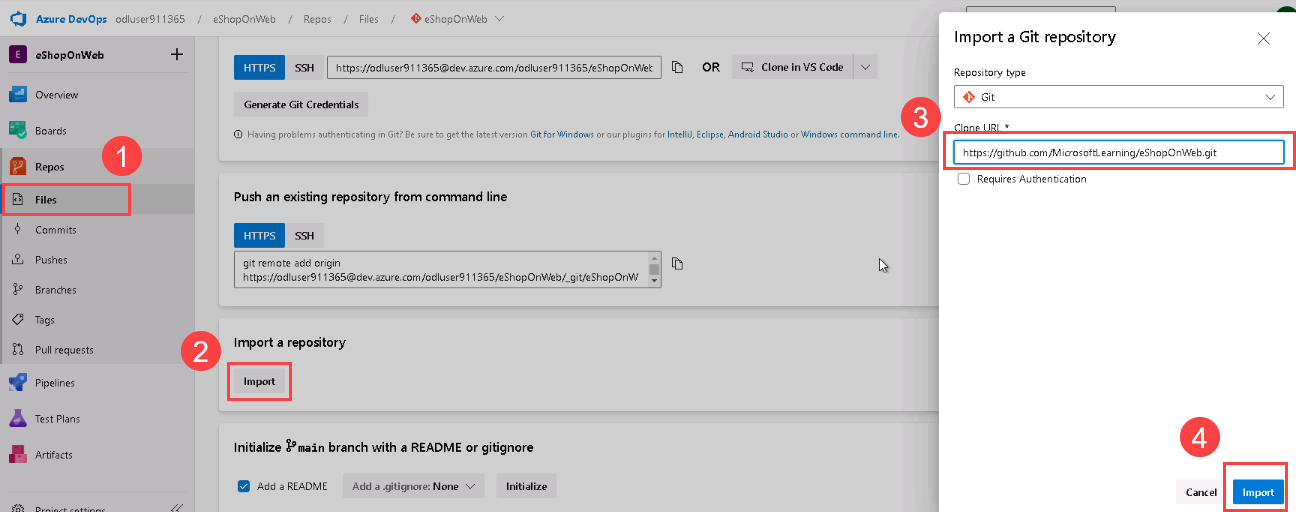 Azure DevOps odluser911365 / eShopOnWeb / Repos / Files / eShopOnWeb
E eShopOnWeb +
Overview
Boards
1
Repos
Files
Commits
Pushes
Branches
Tags
Pull requests
Pipelines
Test Plans
Artifacts
Project settings
HTTPS SSH https://odluser911365@dev.azure.com/odluser911365/eShopOnWeb OR Clone in VS Code
Generate Git Credentials
Having problems authenticating in Git? Be sure to get the latest version Git for Windows or our plugins for IntelliJ, Eclipse, Android Studio or Windows command line.
Push an existing repository from command line
HTTPS SSH
git remote add origin
https://odluser911365@dev.azure.com/odluser911365/eShopOnWeb/_git/eShopOnW
2
Import a repository
Import
Initialize main branch with a README or gitignore
Add a README Add a .gitignore: None Initialize
Import a Git repository
Repository type
Git
3
Clone URL *
https://github.com/MicrosoftLearning/eShopOnWeb.git
Requires Authentication
4
Cancel Import